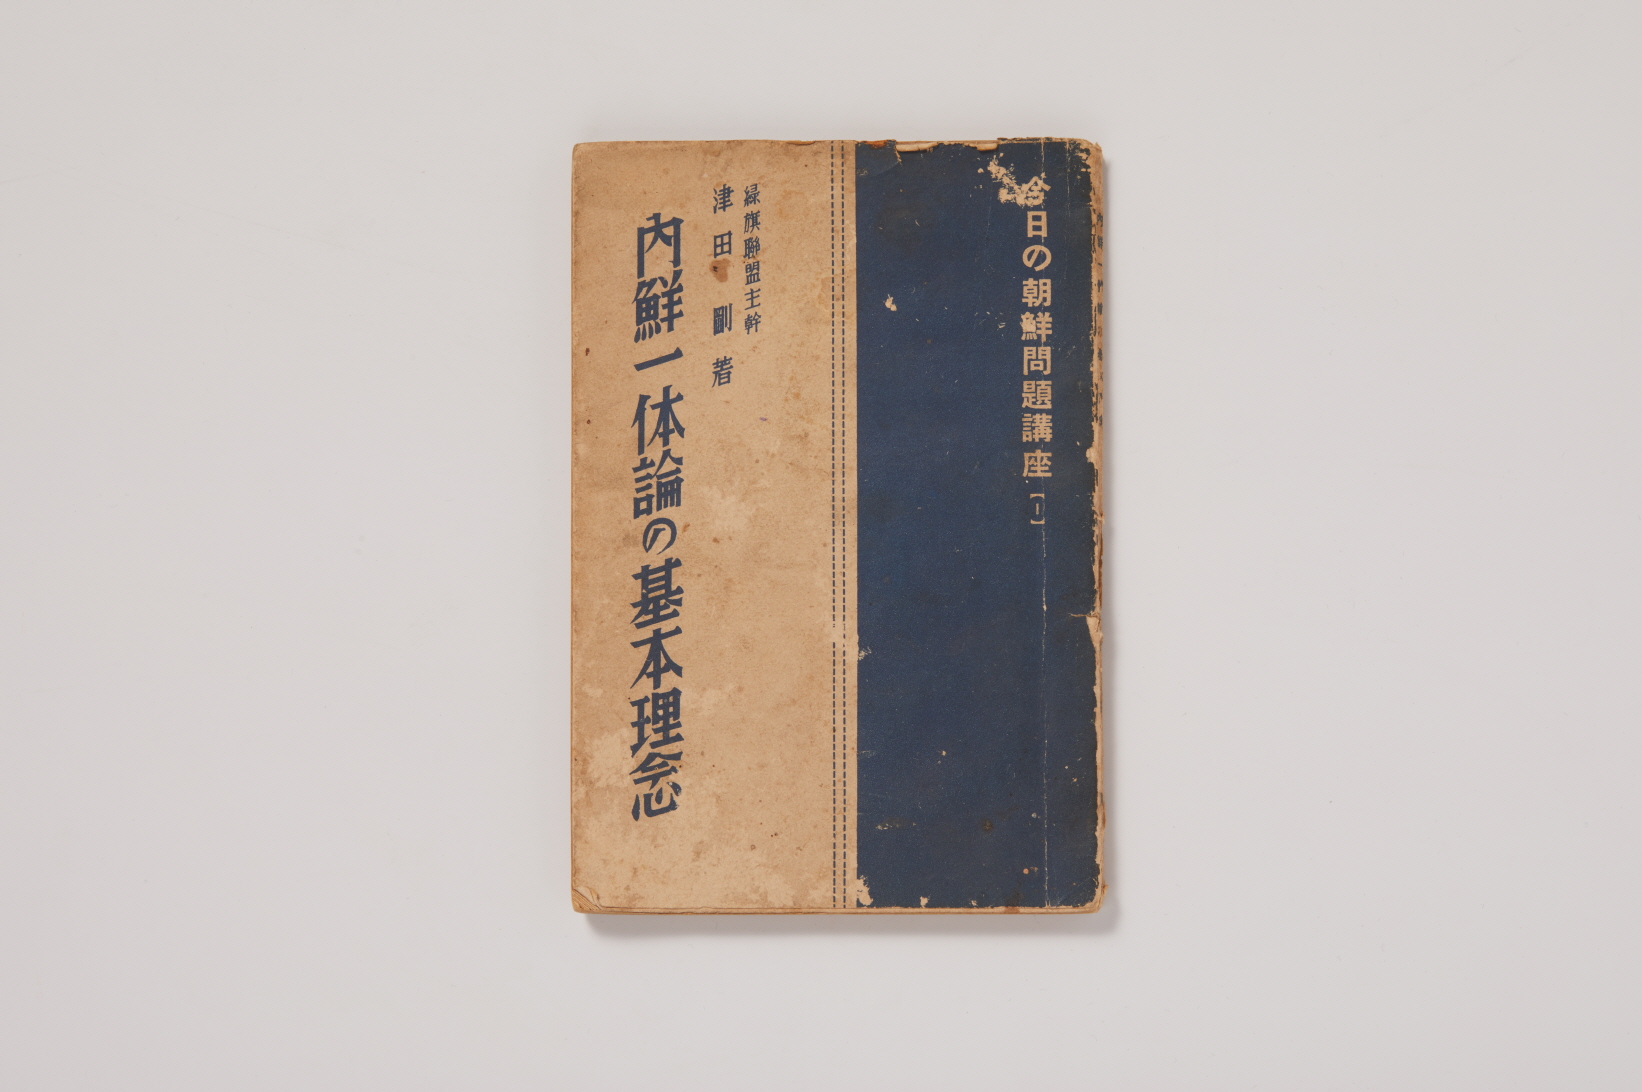 今日の朝鮮問題講座【1】
緑旗聯盟主幹
津田剛著
内鮮一体論の基本理念